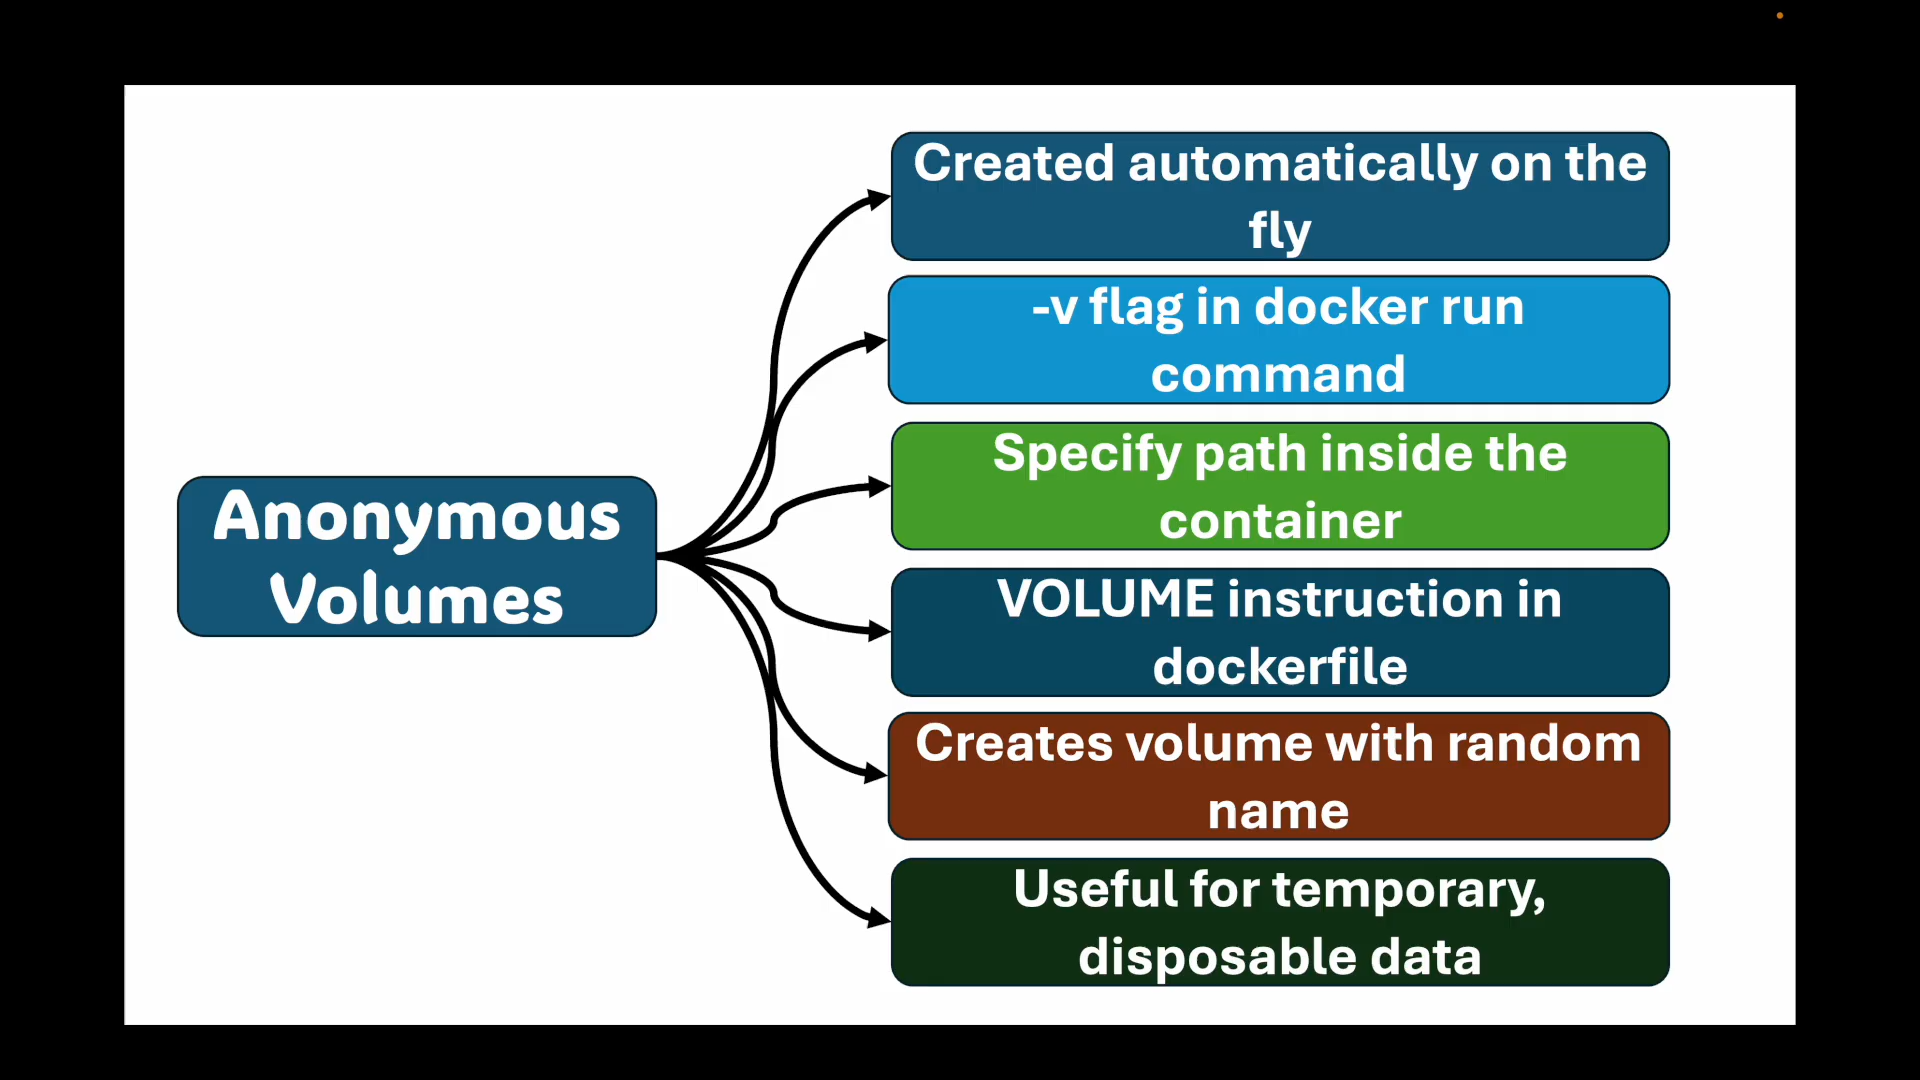 Anonymous
Volumes
Created automatically on the
fly
-v flag in docker run
command
Specify path inside the
container
VOLUME instruction in
dockerfile
Creates volume with random
name
Useful for temporary,
disposable data